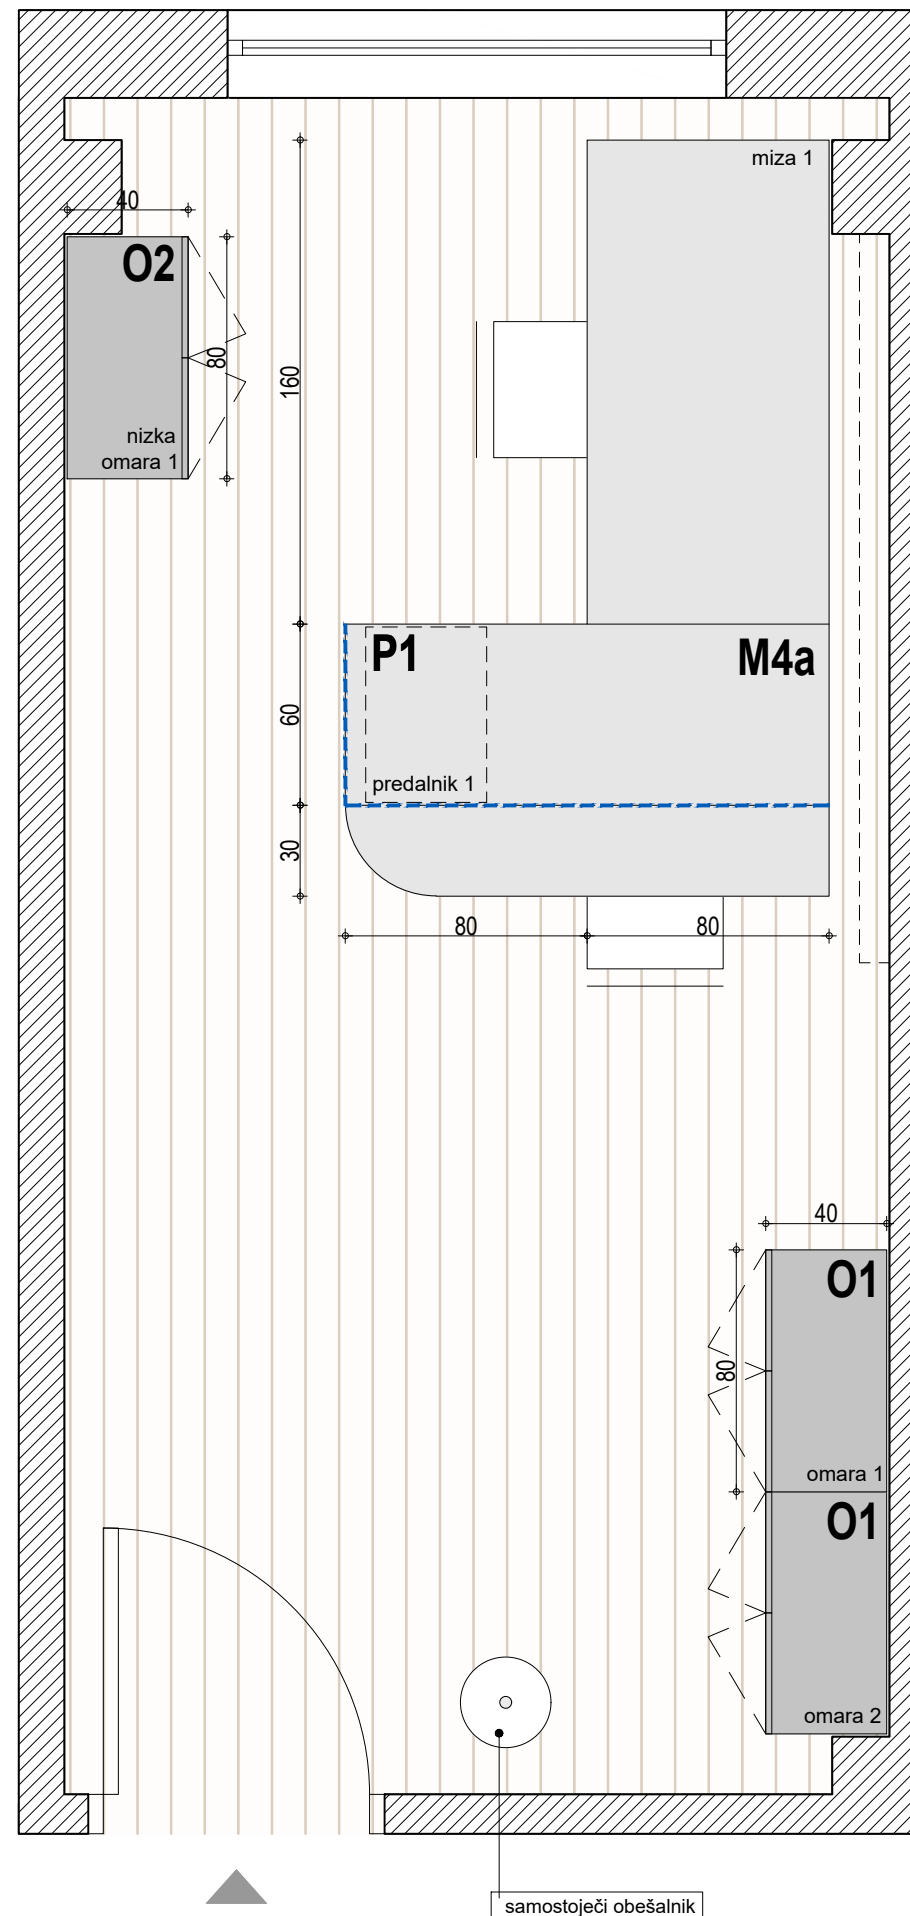 miza 1
40
O2
80
160
nizka
omara 1
P1
M4a
60
predalnik 1
30
80
80
40
O1
80
omara 1
O1
omara 2
samostoječi obešalnik